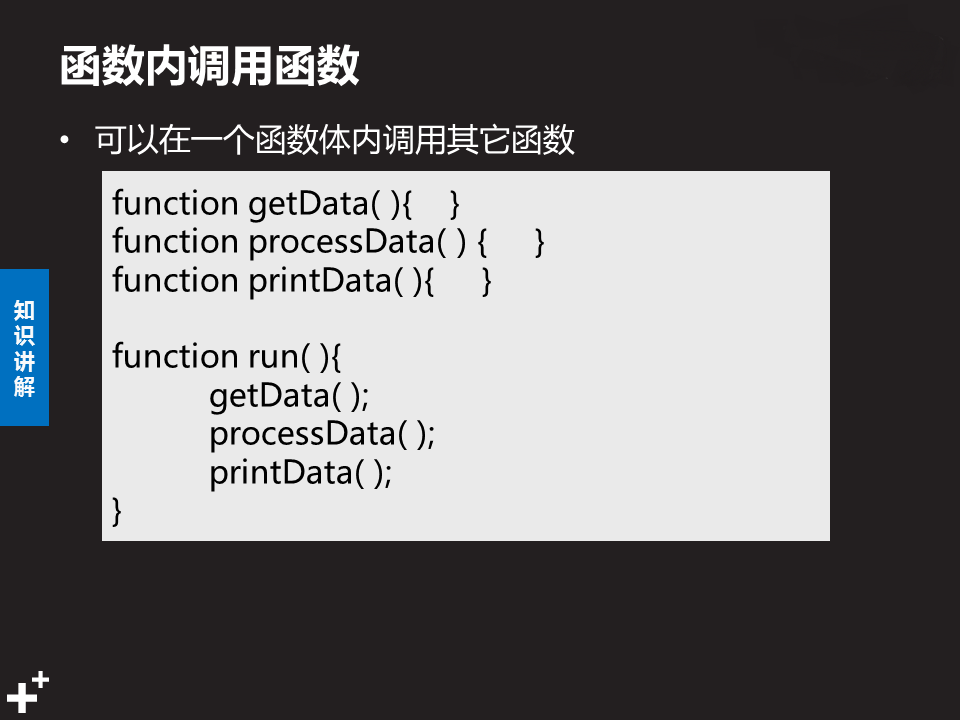 函数内调用函数
• 可以在一个函数体内调用其它函数
function getData( ){    }
function processData( ) {      }
function printData( ){      }
function run( ){
getData( );
processData( );
printData( );
}
知
识
讲
解